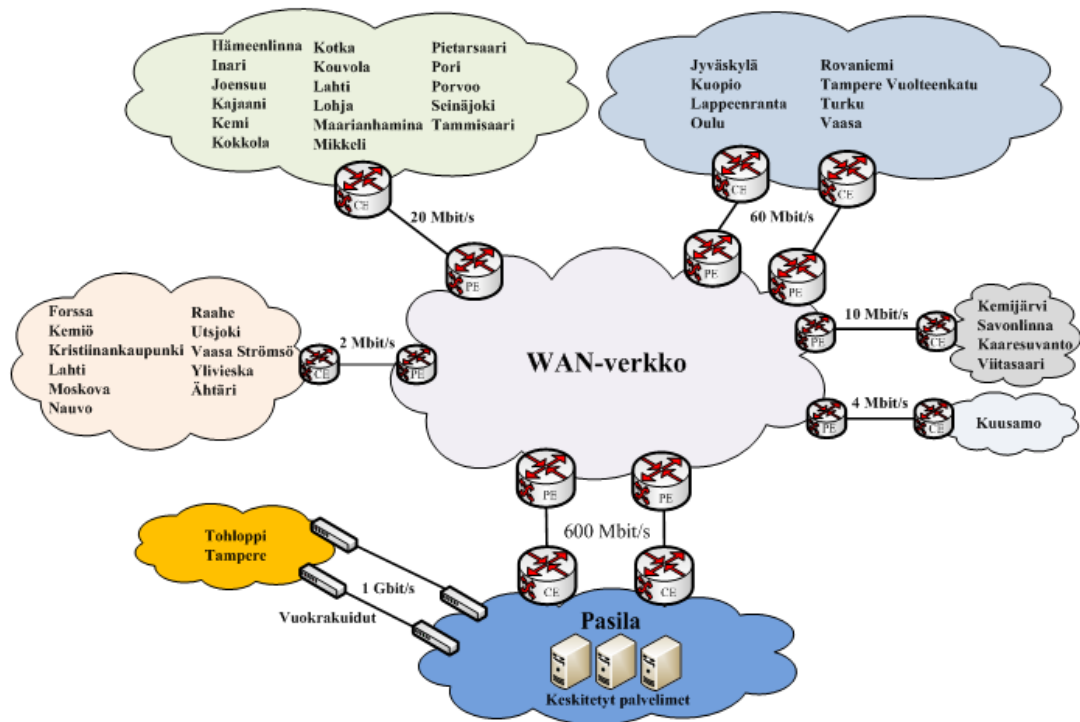 Hämeenlinna
Inari
Joensuu
Kajaani
Kemi
Kokkola
Kotka
Kouvola
Lahti
Lohja
Maarianhamina
Mikkeli
Pietarsaari
Pori
Porvoo
Seinäjoki
Tammisaari
CE
20 Mbit/s
PE
Jyväskylä
Kuopio
Lappeenranta
Oulu
Rovaniemi
Tampere Vuolteenkatu
Turku
Vaasa
CE
CE
60 Mbit/s
PE
PE
Forssa
Kemiö
Kristiinankaupunki
Lahti
Moskova
Nauvo
Raahe
Utsjoki
Vaasa Strömsö
Ylivieska
Ähtäri
CE
2 Mbit/s
PE
WAN-verkko
PE
10 Mbit/s
CE
Kemijärvi
Savonlinna
Kaaresuvanto
Viitasaari
PE
4 Mbit/s
CE
Kuusamo
PE
PE
600 Mbit/s
CE
CE
Tohloppi
Tampere
1 Gbit/s
Vuokrakuidut
Pasila
Keskitetyt palvelimet